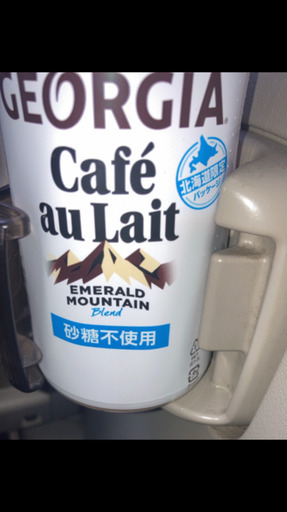 GEORGIA
Café
au Lait
北海道限定
パッケージ
EMERALD
MOUNTAIN
Blend
砂糖不使用